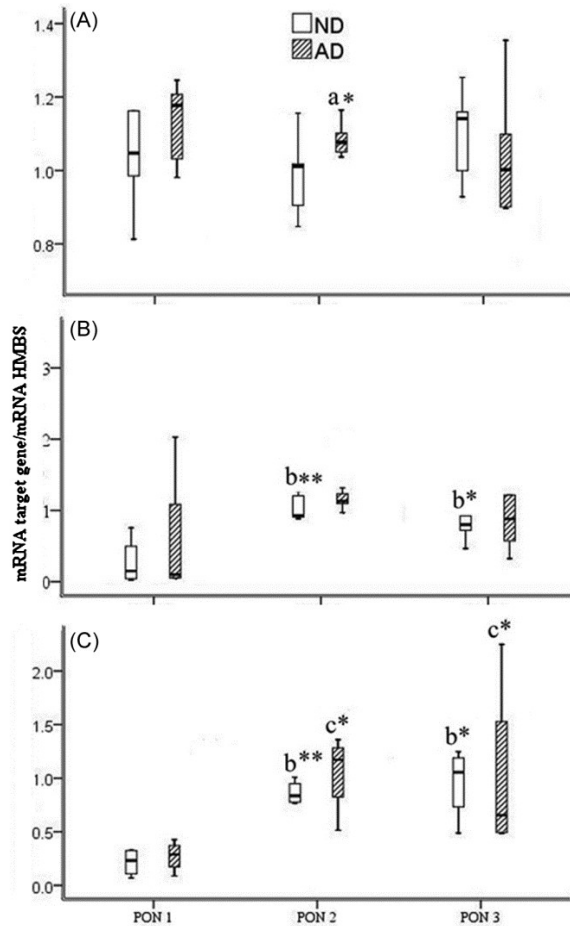 (A)
ND
AD
1.4
1.2
1.0
0.8
a*
(B)
3
2
1
0
b**
b*
mRNA target gene/mRNA HMBS
(C)
2.0
1.5
1.0
0.5
0.0
b**
c*
b*
c*
PON 1
PON 2
PON 3